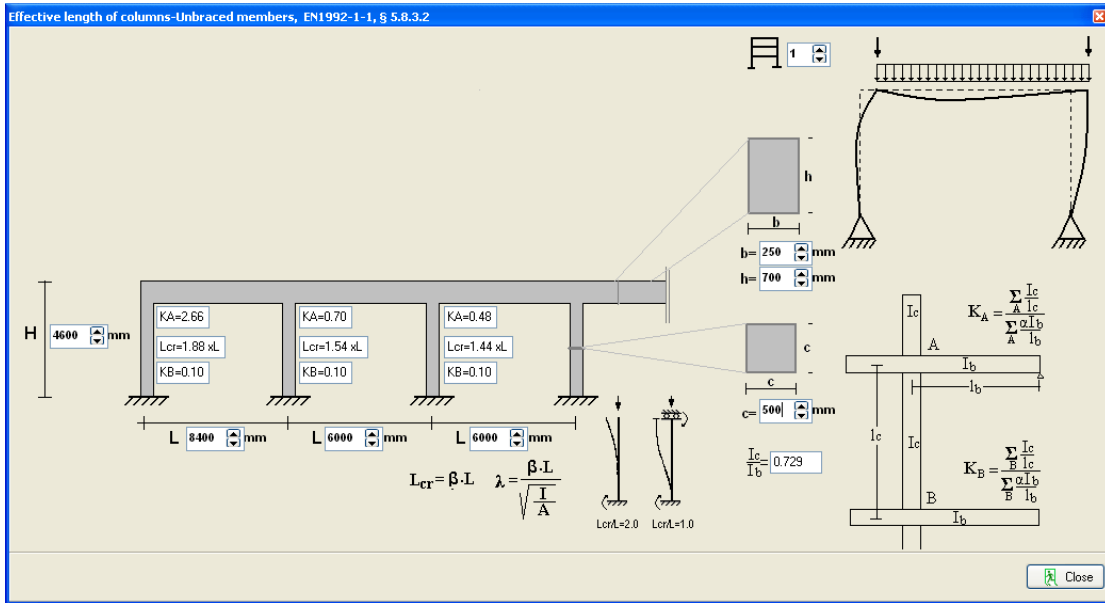 Effective length of columns-Unbraced members, EN1992-1-1, § 5.8.3.2
1
h
b
b= 250 mm
h= 700 mm
H 4600 mm
KA=2.66
KA=0.70
KA=0.48
Lcr=1.88 xL
Lcr=1.54 xL
Lcr=1.44 xL
KB=0.10
KB=0.10
KB=0.10
c
c
c= 500 mm
L 8400 mm
L 6000 mm
L 6000 mm
Ic/Ib = 0.729
Lcr = β·L
λ = β·L / √(I/A)
Lcr/L=2.0
Lcr/L=1.0
Ic
KA = ΣA Ic/lc / ΣA αIb/lb
A
Ib
lb
lc
Ic
KB = ΣB Ic/lc / ΣB αIb/lb
B
Ib
Close